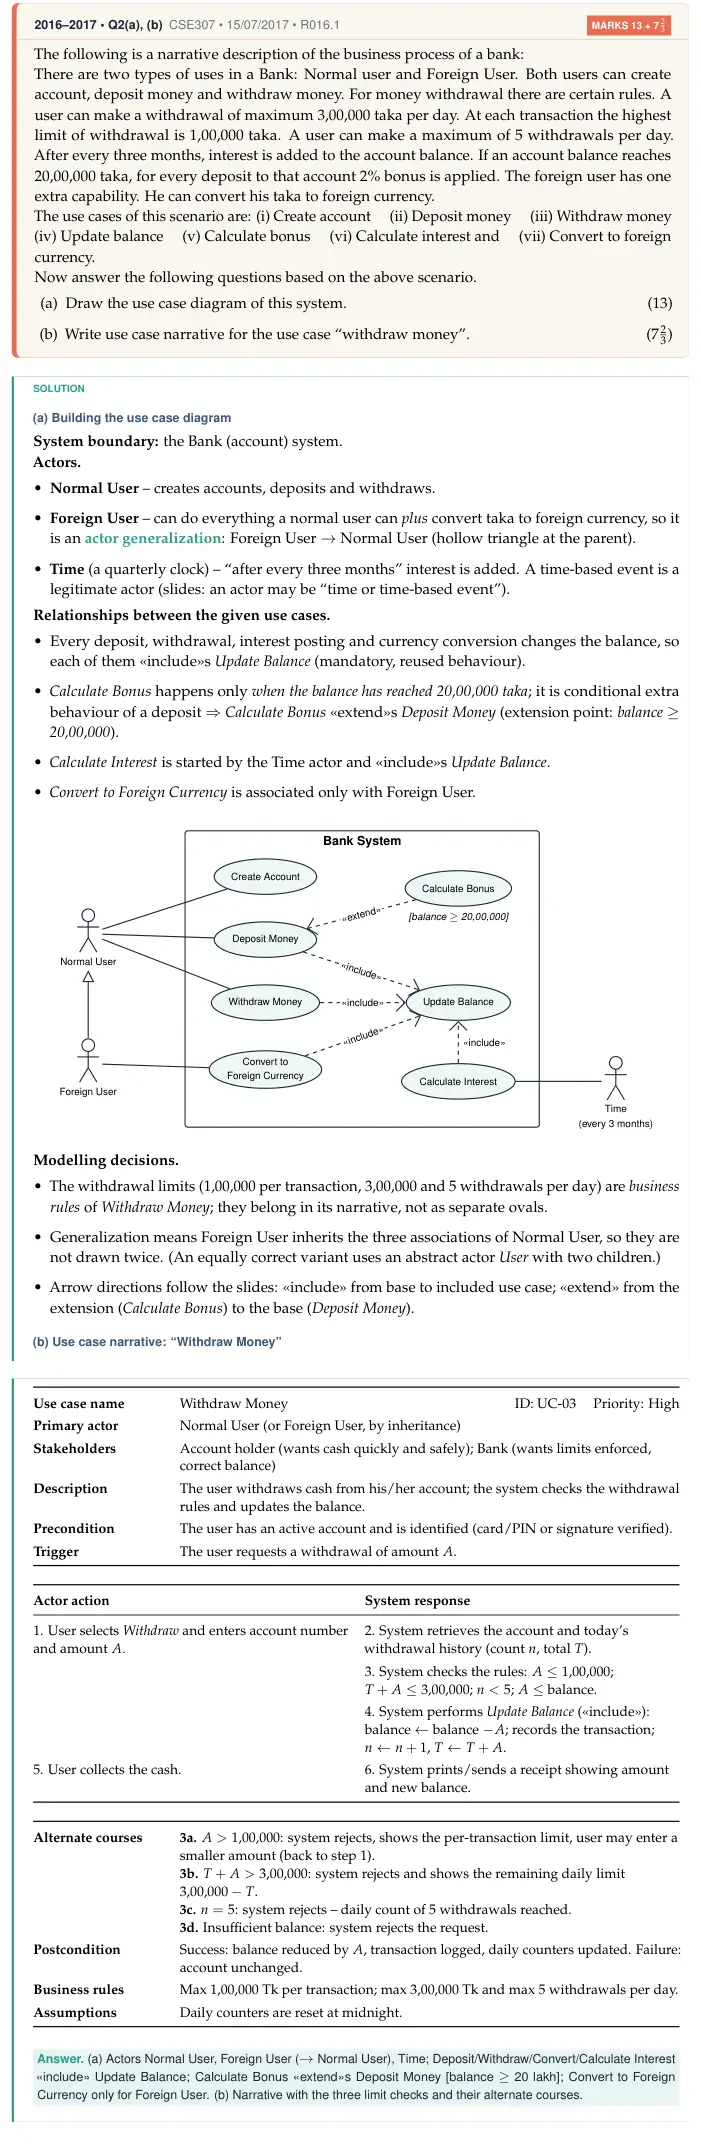 2016–2017 • Q2(a), (b) CSE307 • 15/07/2017 • R016.1
MARKS 13 + 7 2/3
The following is a narrative description of the business process of a bank:
There are two types of uses in a Bank: Normal user and Foreign User. Both users can create
account, deposit money and withdraw money. For money withdrawal there are certain rules. A
user can make a withdrawal of maximum 3,00,000 taka per day. At each transaction the highest
limit of withdrawal is 1,00,000 taka. A user can make a maximum of 5 withdrawals per day.
After every three months, interest is added to the account balance. If an account balance reaches
20,00,000 taka, for every deposit to that account 2% bonus is applied. The foreign user has one
extra capability. He can convert his taka to foreign currency.
The use cases of this scenario are: (i) Create account (ii) Deposit money (iii) Withdraw money
(iv) Update balance (v) Calculate bonus (vi) Calculate interest and (vii) Convert to foreign
currency.
Now answer the following questions based on the above scenario.
(a) Draw the use case diagram of this system. (13)
(b) Write use case narrative for the use case “withdraw money”. (7 2/3)
SOLUTION
(a) Building the use case diagram
System boundary: the Bank (account) system.
Actors.
• Normal User – creates accounts, deposits and withdraws.
• Foreign User – can do everything a normal user can plus convert taka to foreign currency, so it
is an actor generalization: Foreign User → Normal User (hollow triangle at the parent).
• Time (a quarterly clock) – “after every three months” interest is added. A time-based event is a
legitimate actor (slides: an actor may be “time or time-based event”).
Relationships between the given use cases.
• Every deposit, withdrawal, interest posting and currency conversion changes the balance, so
each of them «include»s Update Balance (mandatory, reused behaviour).
• Calculate Bonus happens only when the balance has reached 20,00,000 taka; it is conditional extra
behaviour of a deposit ⇒ Calculate Bonus «extend»s Deposit Money (extension point: balance ≥
20,00,000).
• Calculate Interest is started by the Time actor and «include»s Update Balance.
• Convert to Foreign Currency is associated only with Foreign User.
Bank System
Create Account
Calculate Bonus
«extend»
[balance ≥ 20,00,000]
Deposit Money
Normal User
«include»
Withdraw Money
«include»
Update Balance
«include»
«include»
Convert to
Foreign Currency
Calculate Interest
Foreign User
Time
(every 3 months)
Modelling decisions.
• The withdrawal limits (1,00,000 per transaction, 3,00,000 and 5 withdrawals per day) are business
rules of Withdraw Money; they belong in its narrative, not as separate ovals.
• Generalization means Foreign User inherits the three associations of Normal User, so they are
not drawn twice. (An equally correct variant uses an abstract actor User with two children.)
• Arrow directions follow the slides: «include» from base to included use case; «extend» from the
extension (Calculate Bonus) to the base (Deposit Money).
(b) Use case narrative: “Withdraw Money”
Use case name Withdraw Money ID: UC-03 Priority: High
Primary actor Normal User (or Foreign User, by inheritance)
Stakeholders Account holder (wants cash quickly and safely); Bank (wants limits enforced,
correct balance)
Description The user withdraws cash from his/her account; the system checks the withdrawal
rules and updates the balance.
Precondition The user has an active account and is identified (card/PIN or signature verified).
Trigger The user requests a withdrawal of amount A.
Actor action System response
1. User selects Withdraw and enters account number
and amount A.
2. System retrieves the account and today’s
withdrawal history (count n, total T).
3. System checks the rules: A ≤ 1,00,000;
T + A ≤ 3,00,000; n < 5; A ≤ balance.
4. System performs Update Balance («include»):
balance ← balance −A; records the transaction;
n ← n + 1, T ← T + A.
5. User collects the cash.
6. System prints/sends a receipt showing amount
and new balance.
Alternate courses 3a. A > 1,00,000: system rejects, shows the per-transaction limit, user may enter a
smaller amount (back to step 1).
3b. T + A > 3,00,000: system rejects and shows the remaining daily limit
3,00,000 − T.
3c. n = 5: system rejects – daily count of 5 withdrawals reached.
3d. Insufficient balance: system rejects the request.
Postcondition Success: balance reduced by A, transaction logged, daily counters updated. Failure:
account unchanged.
Business rules Max 1,00,000 Tk per transaction; max 3,00,000 Tk and max 5 withdrawals per day.
Assumptions Daily counters are reset at midnight.
Answer. (a) Actors Normal User, Foreign User (→ Normal User), Time; Deposit/Withdraw/Convert/Calculate Interest
«include» Update Balance; Calculate Bonus «extend»s Deposit Money [balance ≥ 20 lakh]; Convert to Foreign
Currency only for Foreign User. (b) Narrative with the three limit checks and their alternate courses.